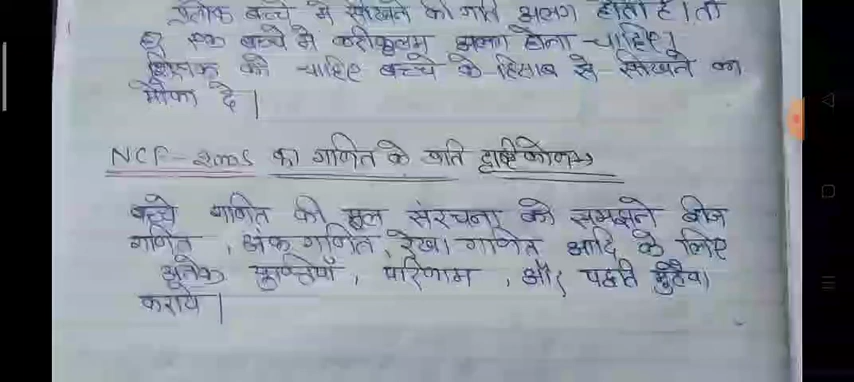 प्रत्येक बच्चे में सीखने की गति अलग होती है। तो
हर एक बच्चे में करीकुलम अलग होना चाहिए।
शिक्षक को चाहिए बच्चे के हिसाब से सीखने का
मौका दे।
NCF-2005 का गणित के प्रति दृष्टिकोण
बच्चे गणित की मूल संरचना को समझने बीज
गणित, अंक गणित, रेखा गणित आदि के लिए
अनेक युक्तियाँ, परिणाम, और पद्धति मुहैया
कराये।